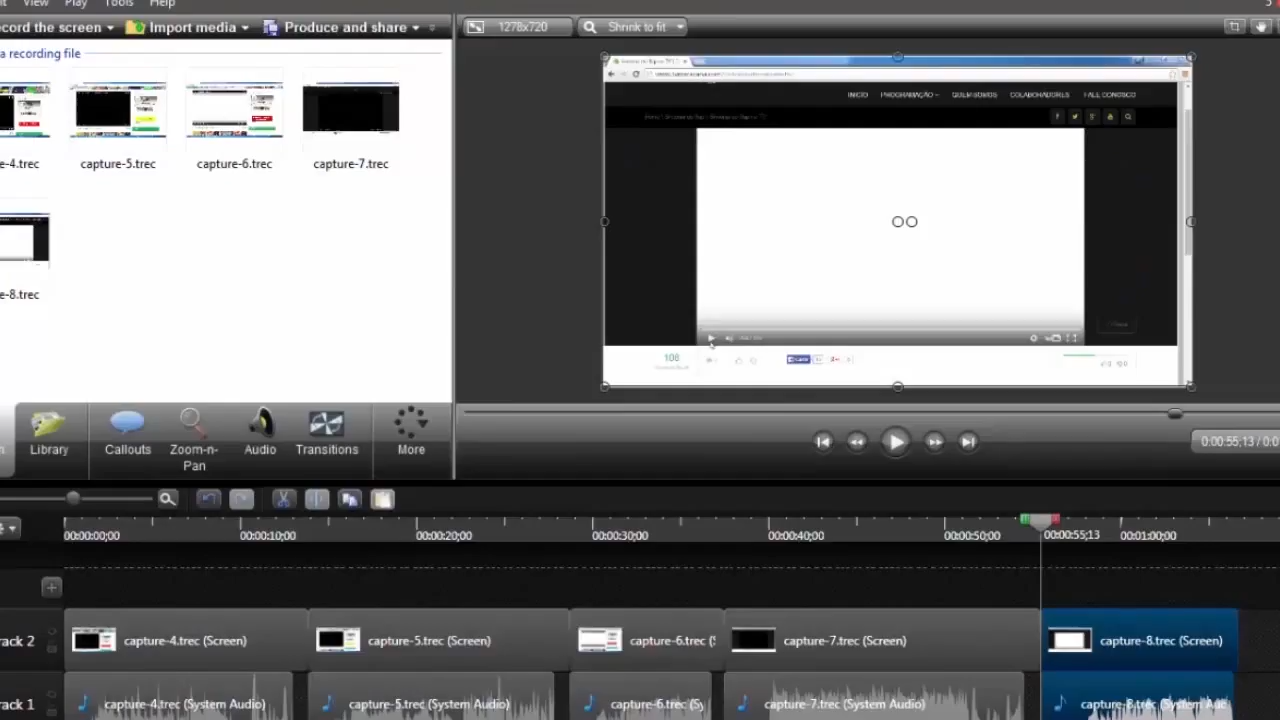 View Play Tools Help
cord the screen Import media Produce and share
1278x720 Shrink to fit
a recording file
INICIO PROGRAMAÇÃO QUEM SOMOS COLABORADORES FALE CONOSCO
-4.trec capture-5.trec capture-6.trec capture-7.trec
-8.trec
108
Library Callouts Zoom-n-Pan Audio Transitions More
0:00:55;13 / 0:0
00:00:00;00 00:00:10;00 00:00:20;00 00:00:30;00 00:00:40;00 00:00:50;00 00:00:55;13 00:01:00;00
rack 2 capture-4.trec (Screen) capture-5.trec (Screen) capture-6.trec (S capture-7.trec (Screen) capture-8.trec (Screen)
rack 1 capture-4.trec (System Audio) capture-5.trec (System Audio) capture-6.trec (Sy capture-7.trec (System Audio) capture-8.trec (System Aud